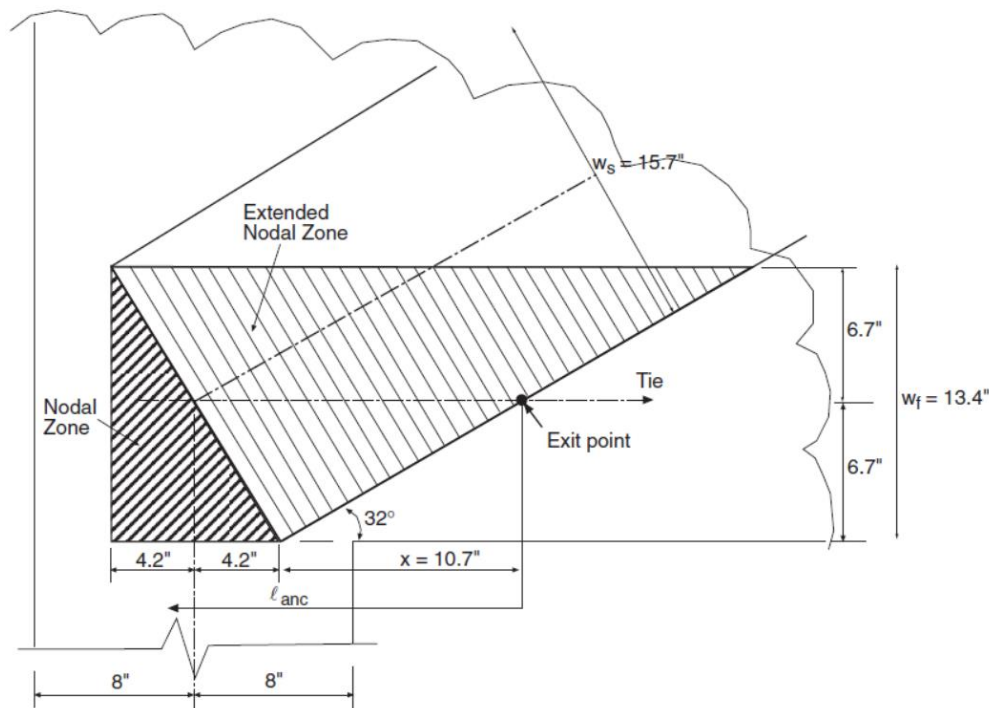 w_s = 15.7"
Extended
Nodal Zone
6.7"
Tie
w_f = 13.4"
Nodal
Zone
Exit point
6.7"
32°
4.2" 4.2" x = 10.7"
ℓ_anc
8" 8"